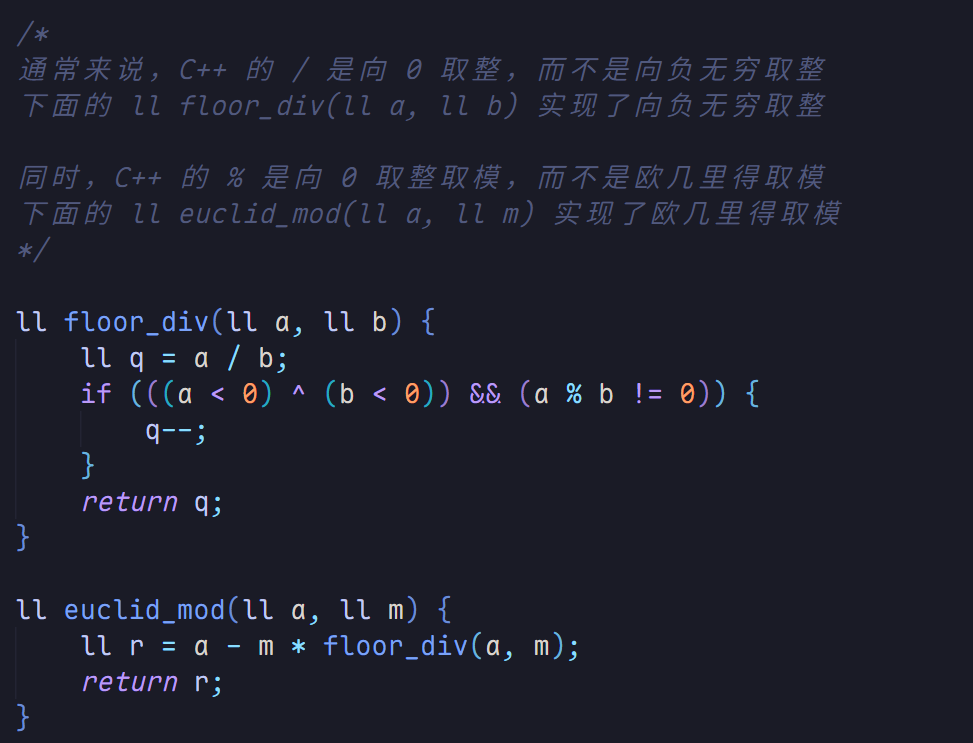 /*
通常来说，C++ 的 / 是向 0 取整，而不是向负无穷取整
下面的 ll floor_div(ll a, ll b) 实现了向负无穷取整
同时，C++ 的 % 是向 0 取整取模，而不是欧几里得取模
下面的 ll euclid_mod(ll a, ll m) 实现了欧几里得取模
*/
ll floor_div(ll a, ll b) {
    ll q = a / b;
    if (((a < 0) ^ (b < 0)) && (a % b != 0)) {
        q--;
    }
    return q;
}
ll euclid_mod(ll a, ll m) {
    ll r = a - m * floor_div(a, m);
    return r;
}